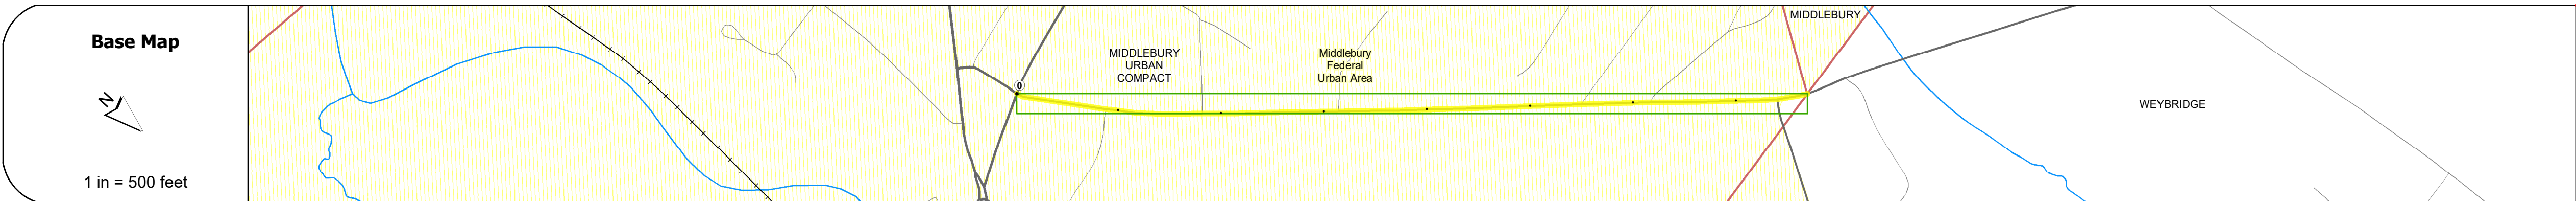 Base Map
N
1 in = 500 feet
0
MIDDLEBURY
URBAN
COMPACT
Middlebury
Federal
Urban Area
MIDDLEBURY
WEYBRIDGE